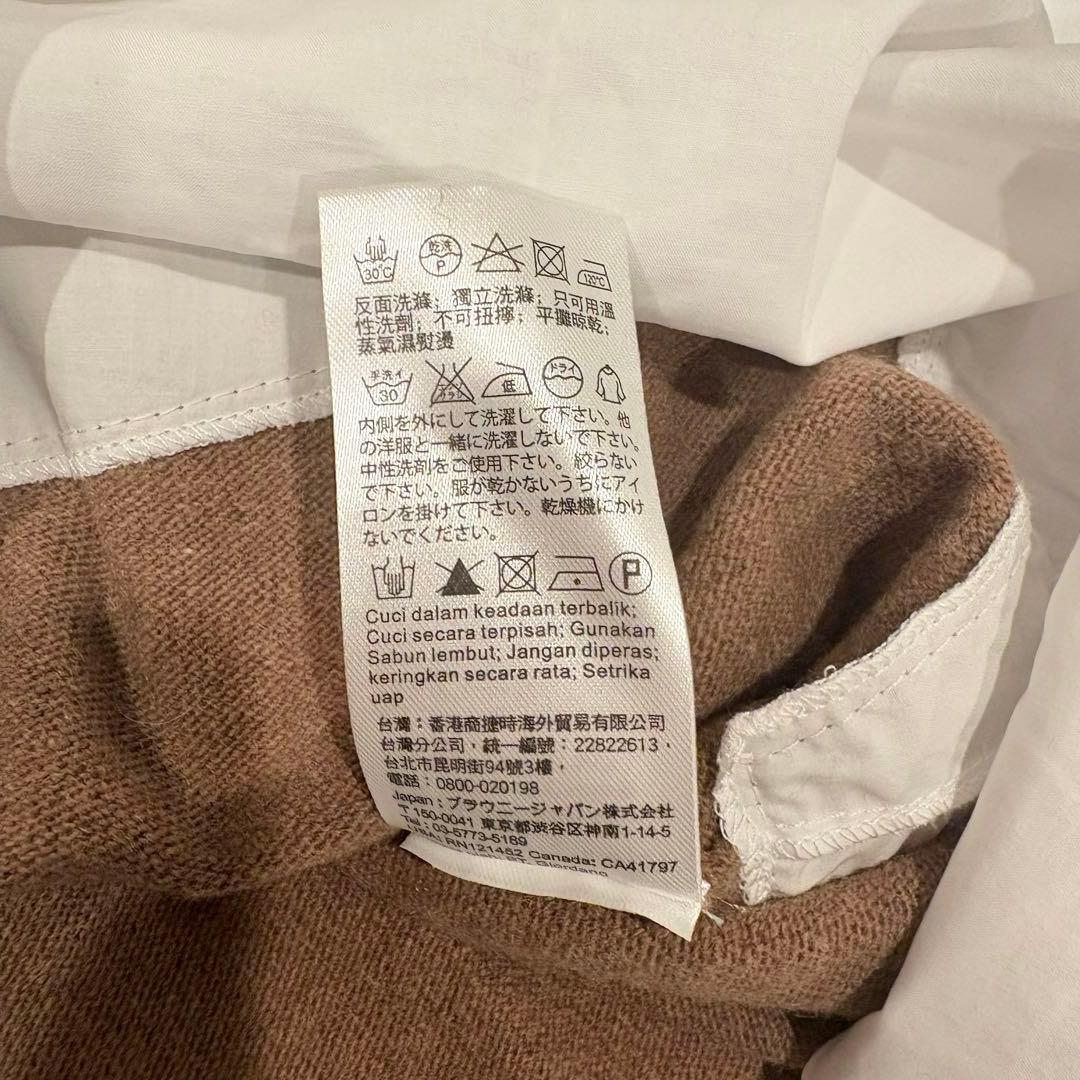 30°C 乾洗 P 120°C
反面洗滌; 獨立洗滌; 只可用溫
性洗劑; 不可扭擰; 平攤晾乾;
蒸氣濕熨燙
手洗イ 30 低 ドライ
内側を外にして洗濯して下さい。他
の洋服と一緒に洗濯しないで下さい。
中性洗剤をご使用下さい。絞らない
で下さい。服が乾かないうちにアイ
ロンを掛けて下さい。乾燥機にかけ
ないでください。
P
Cuci dalam keadaan terbalik;
Cuci secara terpisah; Gunakan
Sabun lembut; Jangan diperas;
keringkan secara rata; Setrika
uap
台灣：香港商捷時海外貿易有限公司
台灣分公司，統一編號：22822613，
台北市昆明街94號3樓，
電話：0800-020198
Japan：ブラウニージャパン株式会社
〒150-0041 東京都渋谷区神南1-14-5
Tel：03-5773-5189
USA: RN121452 Canada: CA41797
PT. Giordano